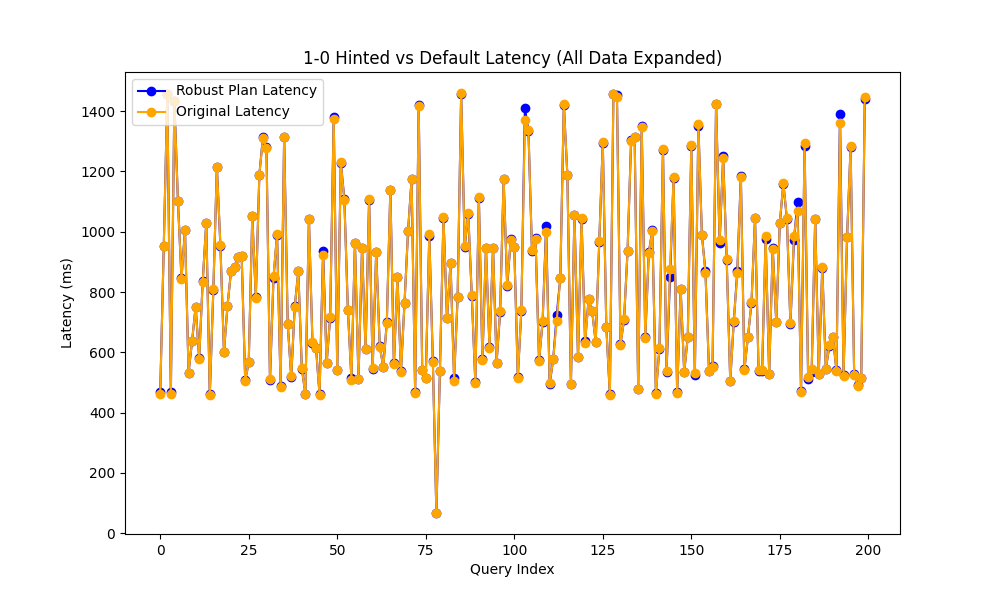 1-0 Hinted vs Default Latency (All Data Expanded)
Robust Plan Latency
Original Latency
Latency (ms)
1400
1200
1000
800
600
400
200
0
0 25 50 75 100 125 150 175 200
Query Index